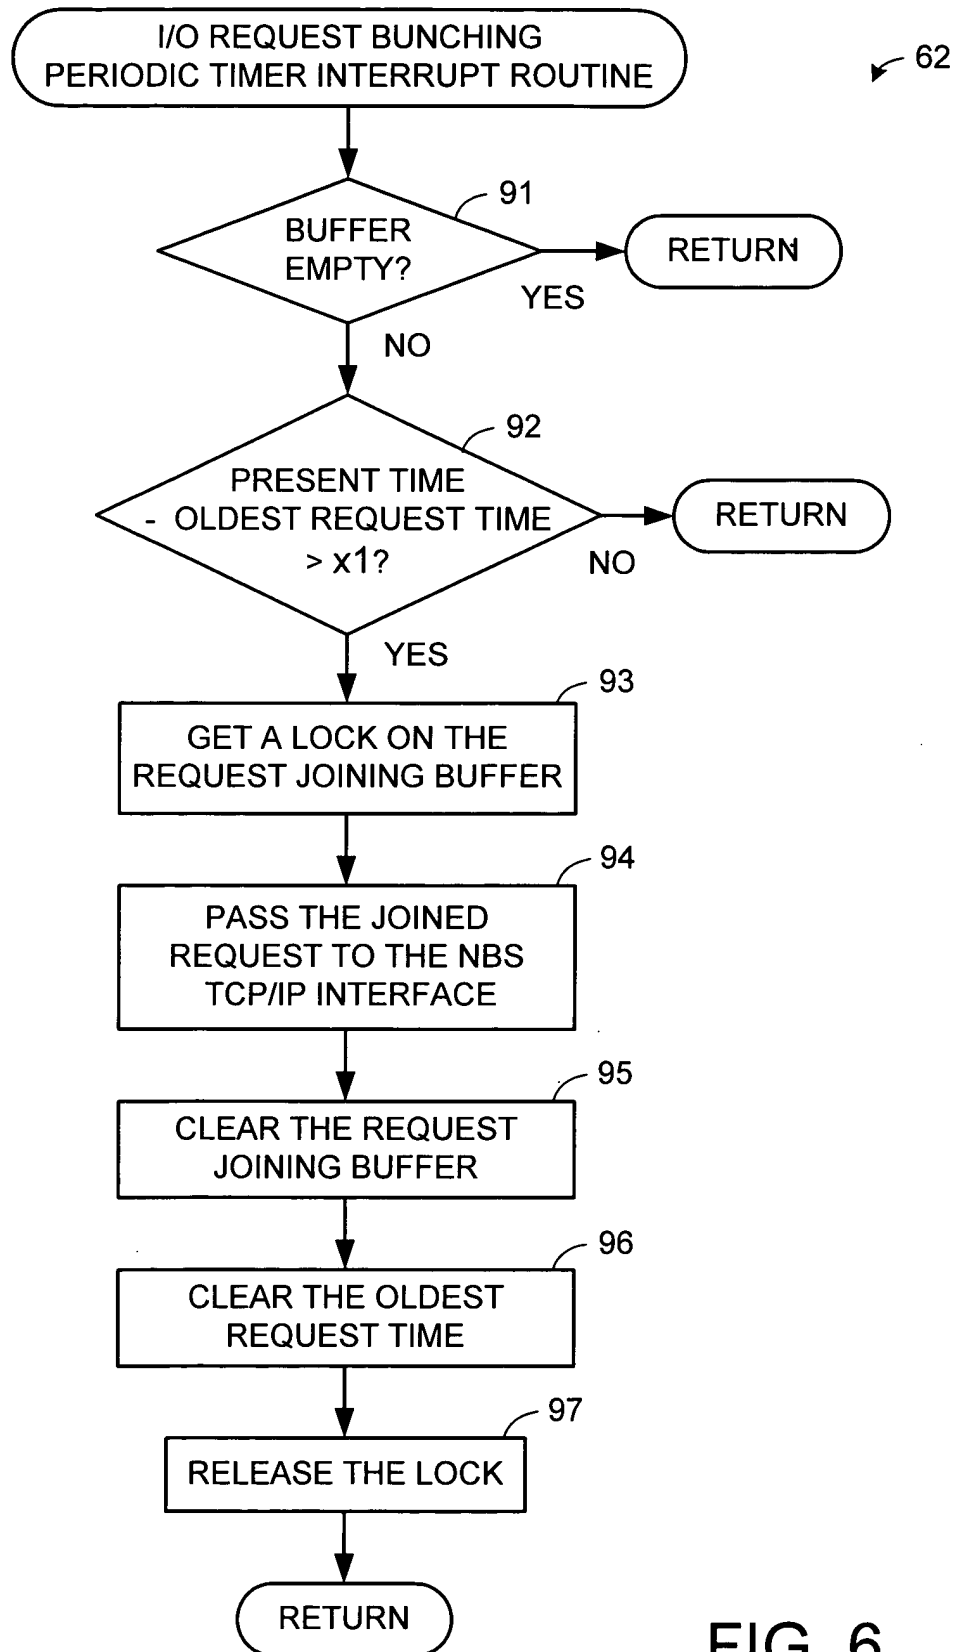 I/O REQUEST BUNCHING
PERIODIC TIMER INTERRUPT ROUTINE
62
91
BUFFER
EMPTY?
RETURN
YES
NO
92
PRESENT TIME
- OLDEST REQUEST TIME
> x1?
RETURN
NO
YES
93
GET A LOCK ON THE
REQUEST JOINING BUFFER
94
PASS THE JOINED
REQUEST TO THE NBS
TCP/IP INTERFACE
95
CLEAR THE REQUEST
JOINING BUFFER
96
CLEAR THE OLDEST
REQUEST TIME
97
RELEASE THE LOCK
RETURN
FIG. 6